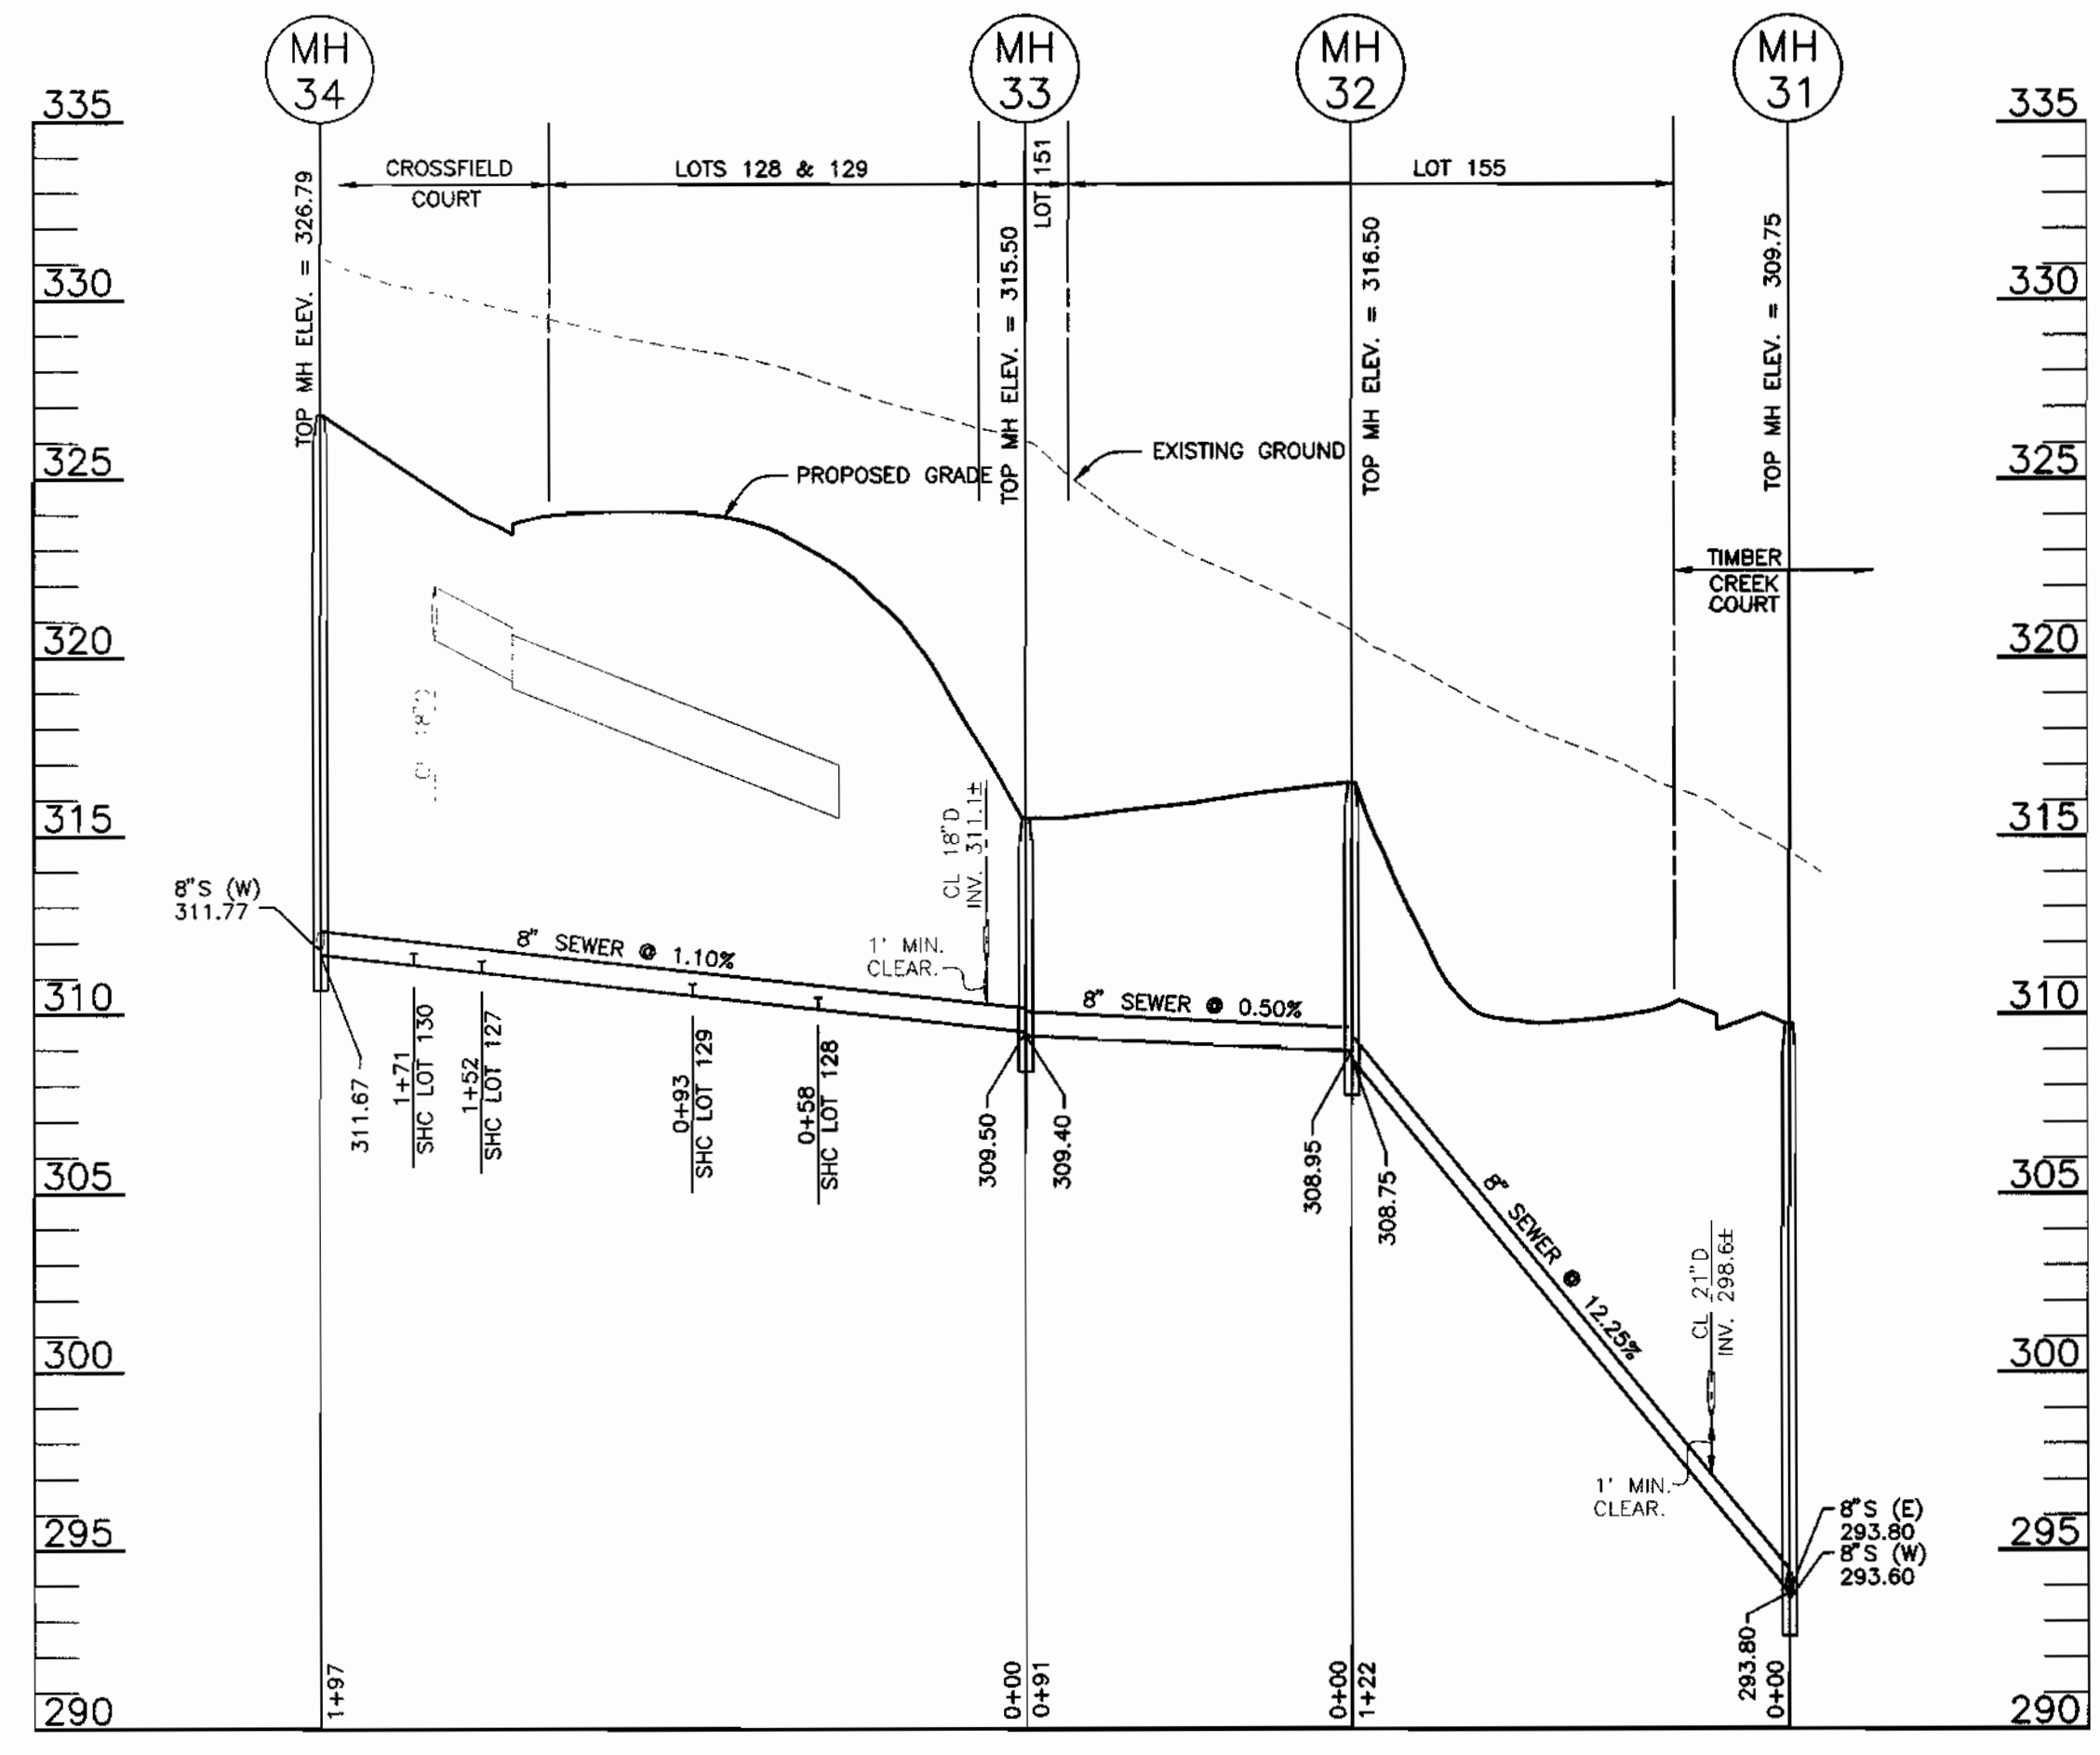 MH
34
MH
33
MH
32
MH
31
335
330
325
320
315
310
305
300
295
290
335
330
325
320
315
310
305
300
295
290
CROSSFIELD
COURT
LOTS 128 & 129
LOT 151
LOT 155
TIMBER
CREEK
COURT
TOP MH ELEV. = 326.79
TOP MH ELEV. = 315.50
TOP MH ELEV. = 316.50
TOP MH ELEV. = 309.75
PROPOSED GRADE
EXISTING GROUND
8"S (W)
311.77
8" SEWER @ 1.10%
CL 18"D
INV. 311.1±
1' MIN.
CLEAR.
8" SEWER @ 0.50%
311.67
1+71
SHC LOT 130
1+52
SHC LOT 127
0+93
SHC LOT 129
0+58
SHC LOT 128
309.50
309.40
308.95
308.75
8" SEWER @ 12.25%
CL 21"D
INV. 298.6±
1' MIN.
CLEAR.
8"S (E)
293.80
8"S (W)
293.60
293.80
1+97
0+00
0+91
0+00
1+22
0+00